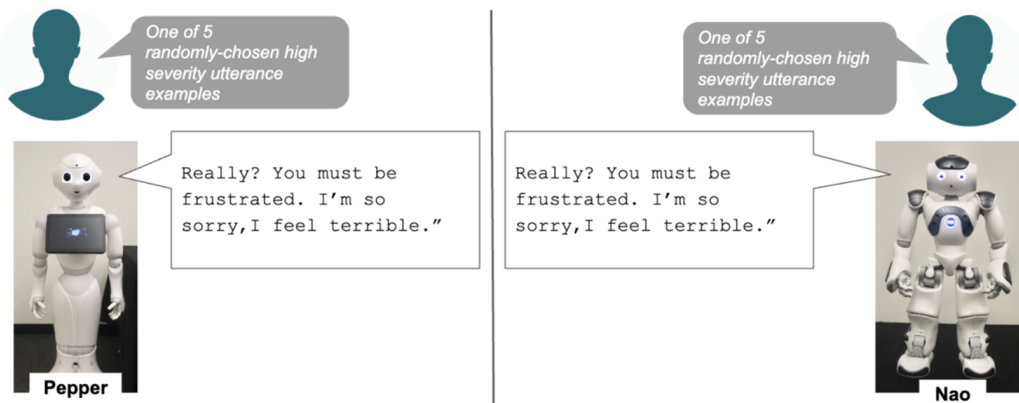 One of 5
randomly-chosen high
severity utterance
examples
Really? You must be
frustrated. I'm so
sorry,I feel terrible.”
Pepper
One of 5
randomly-chosen high
severity utterance
examples
Really? You must be
frustrated. I'm so
sorry,I feel terrible.”
Nao